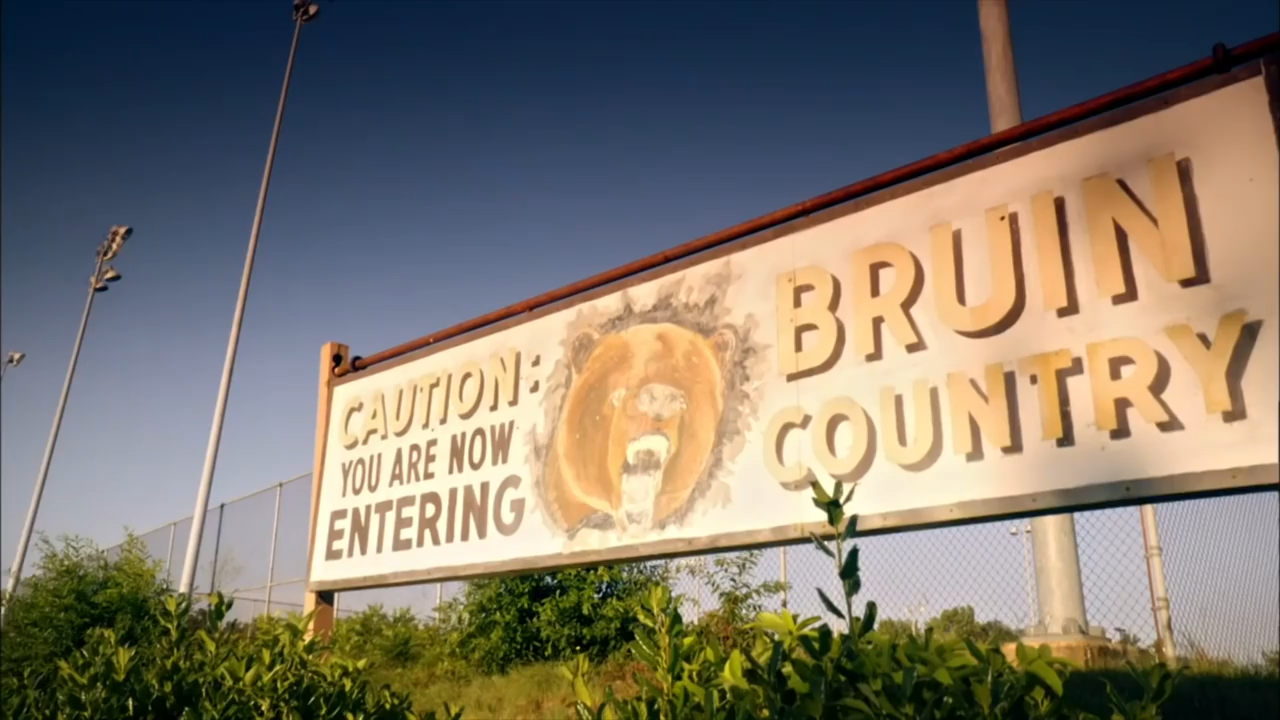 CAUTION:
YOU ARE NOW
ENTERING
BRUIN
COUNTRY